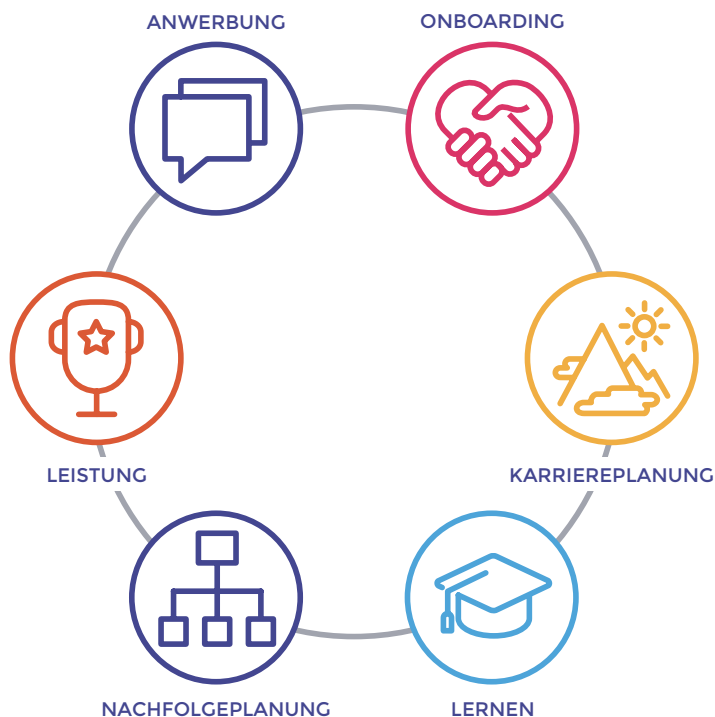 ANWERBUNG
ONBOARDING
LEISTUNG
KARRIEREPLANUNG
NACHFOLGEPLANUNG
LERNEN